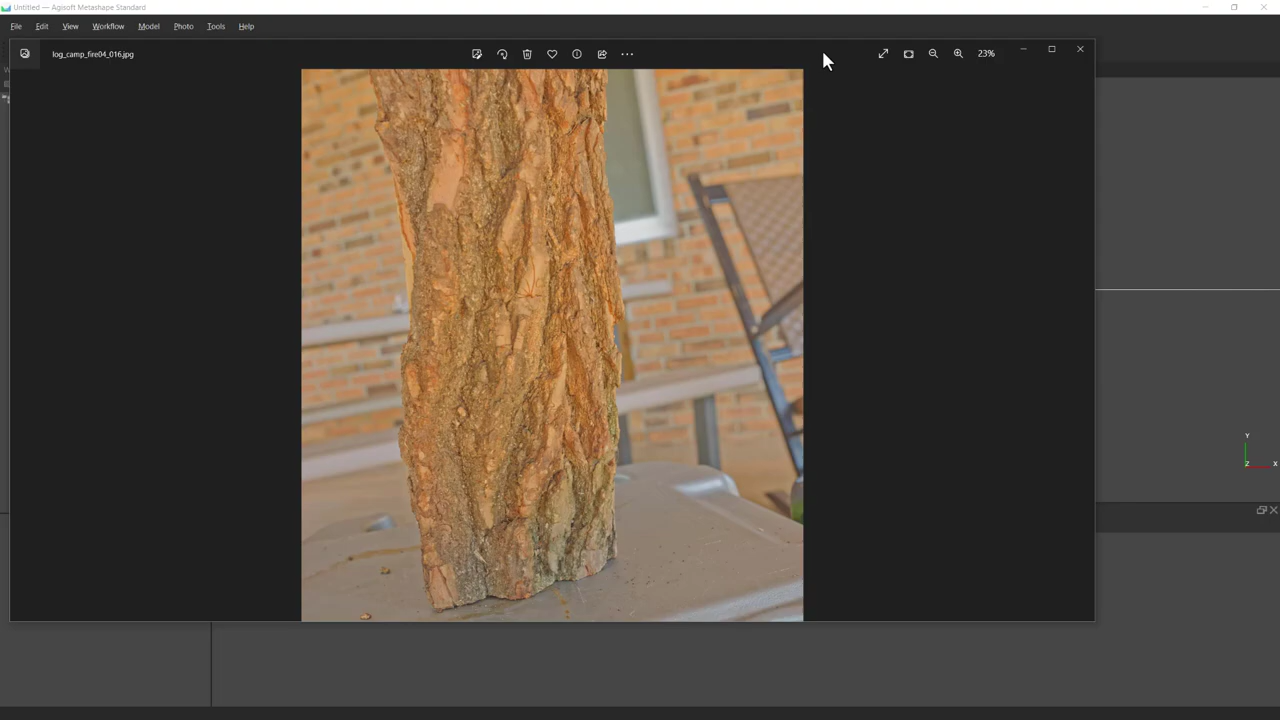 Untitled — Agisoft Metashape Standard
File Edit View Workflow Model Photo Tools Help
log_camp_fire04_016.jpg
23%
Y
Z X